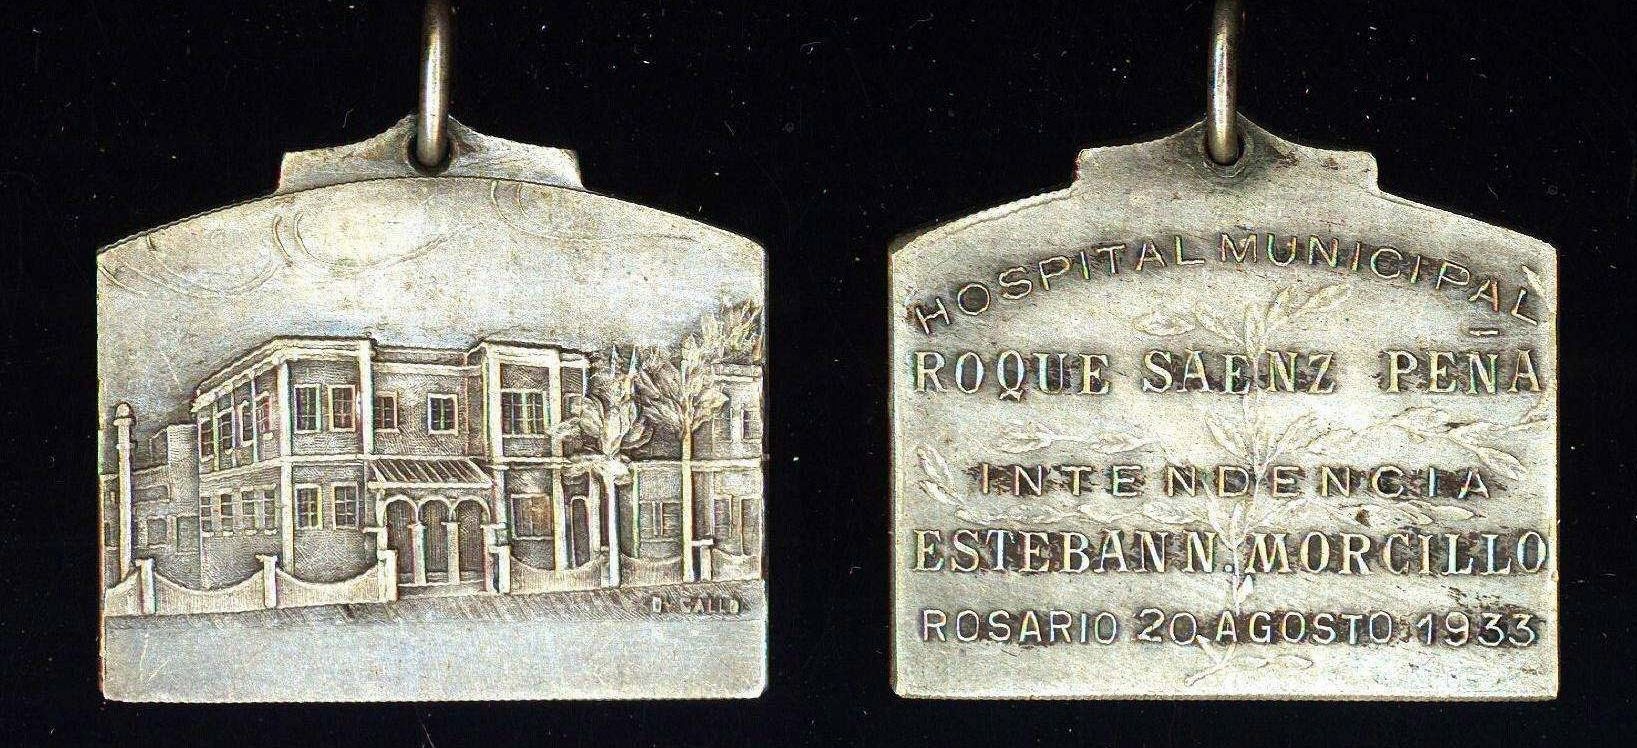 D. GALLO
HOSPITAL MUNICIPAL
ROQUE SAENZ PEÑA
INTENDENCIA
ESTEBAN N. MORCILLO
ROSARIO 20 AGOSTO 1933